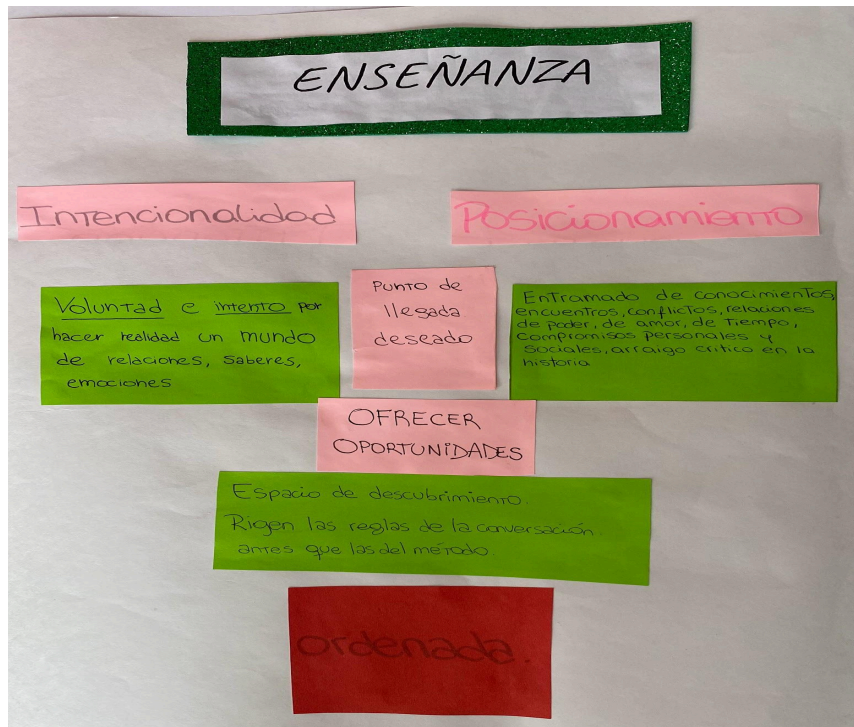 ENSEÑANZA
Intencionalidad
Posicionamiento
Voluntad e intento por
hacer realidad un mundo
de relaciones, saberes,
emociones
Punto de
llegada
deseado
Entramado de conocimientos,
encuentros, conflictos, relaciones
de poder, de amor, de tiempo,
compromisos personales y
sociales, arraigo crítico en la
historia
OFRECER
OPORTUNIDADES
Espacio de descubrimiento.
Rigen las reglas de la conversación.
antes que las del método.
ordenada.